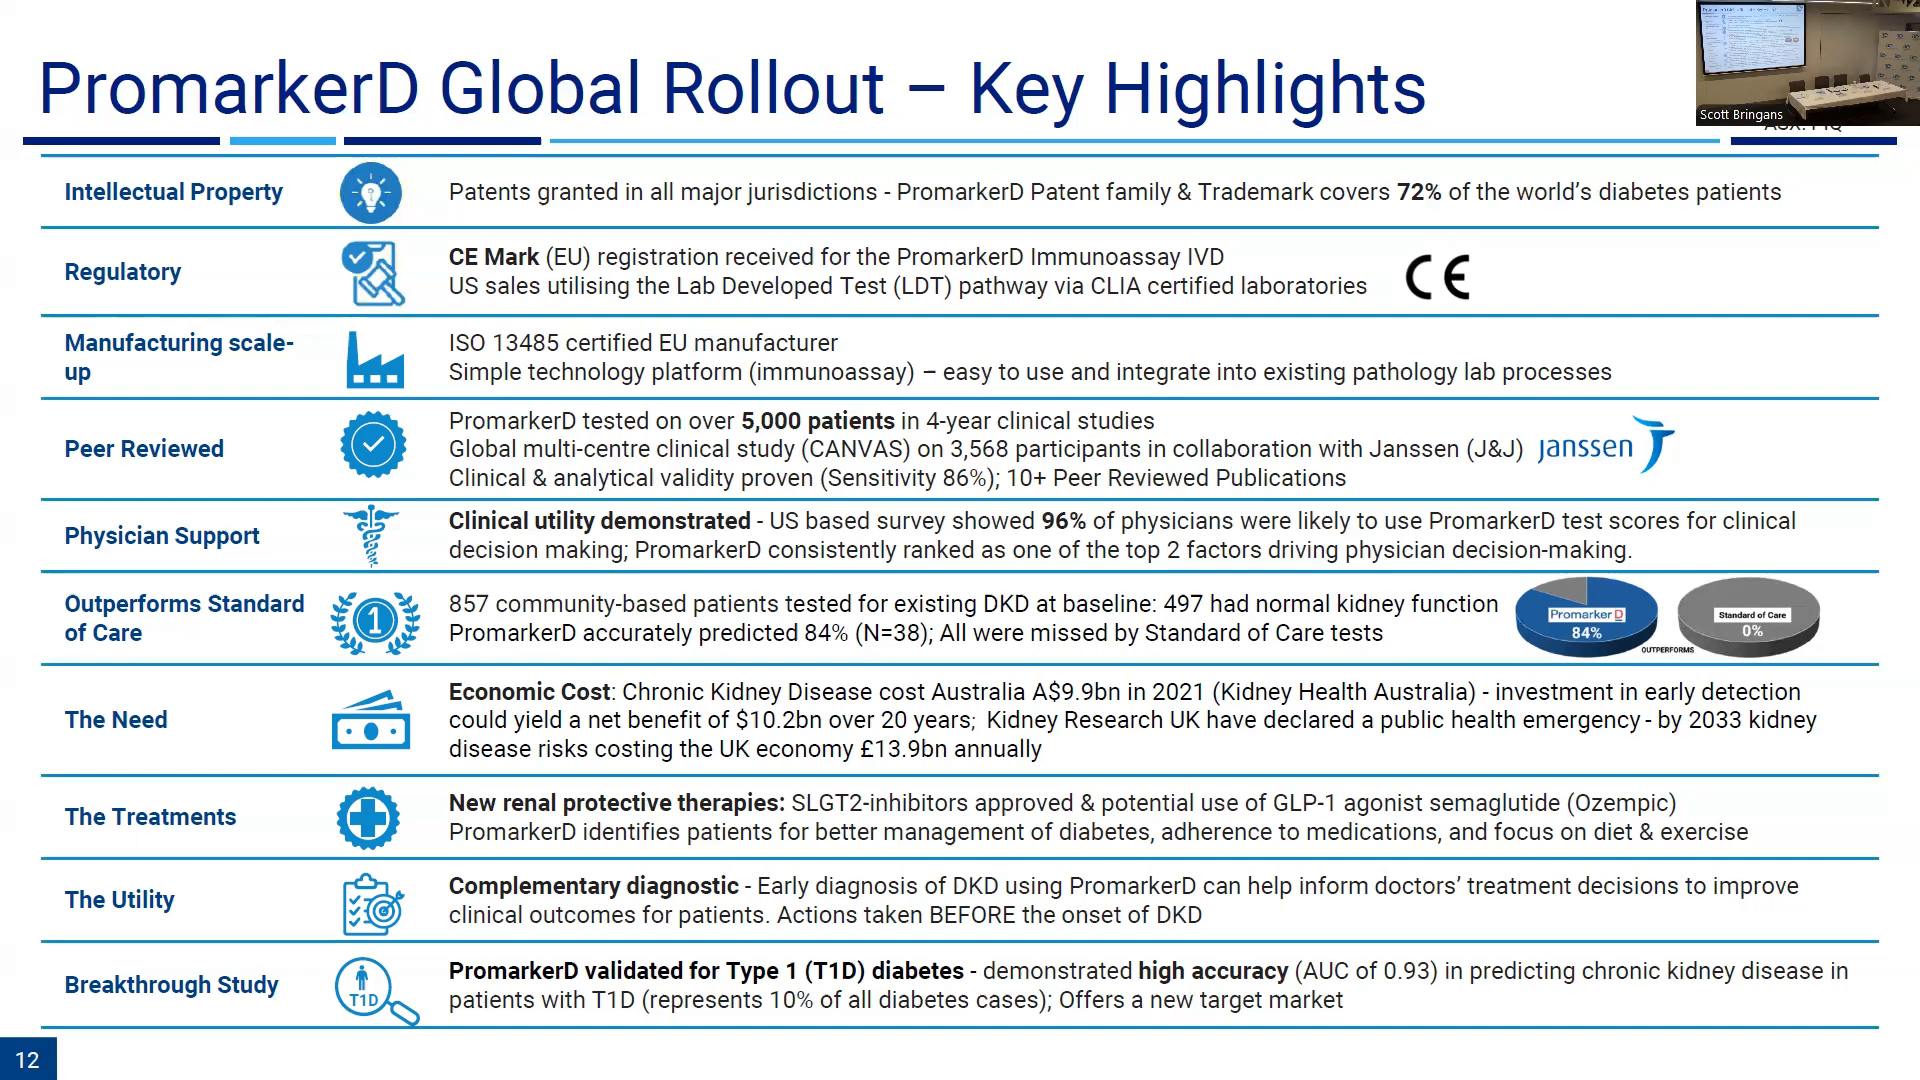 PromarkerD Global Rollout – Key Highlights
Scott Bringans
Intellectual Property
Patents granted in all major jurisdictions - PromarkerD Patent family & Trademark covers 72% of the world’s diabetes patients
Regulatory
CE Mark (EU) registration received for the PromarkerD Immunoassay IVD
US sales utilising the Lab Developed Test (LDT) pathway via CLIA certified laboratories
CE
Manufacturing scale-
up
ISO 13485 certified EU manufacturer
Simple technology platform (immunoassay) – easy to use and integrate into existing pathology lab processes
Peer Reviewed
PromarkerD tested on over 5,000 patients in 4-year clinical studies
Global multi-centre clinical study (CANVAS) on 3,568 participants in collaboration with Janssen (J&J)
Clinical & analytical validity proven (Sensitivity 86%); 10+ Peer Reviewed Publications
janssen
Physician Support
Clinical utility demonstrated - US based survey showed 96% of physicians were likely to use PromarkerD test scores for clinical
decision making; PromarkerD consistently ranked as one of the top 2 factors driving physician decision-making.
Outperforms Standard
of Care
1
857 community-based patients tested for existing DKD at baseline: 497 had normal kidney function
PromarkerD accurately predicted 84% (N=38); All were missed by Standard of Care tests
Promarker D
84%
OUTPERFORMS
Standard of Care
0%
The Need
Economic Cost: Chronic Kidney Disease cost Australia A$9.9bn in 2021 (Kidney Health Australia) - investment in early detection
could yield a net benefit of $10.2bn over 20 years; Kidney Research UK have declared a public health emergency - by 2033 kidney
disease risks costing the UK economy £13.9bn annually
The Treatments
New renal protective therapies: SLGT2-inhibitors approved & potential use of GLP-1 agonist semaglutide (Ozempic)
PromarkerD identifies patients for better management of diabetes, adherence to medications, and focus on diet & exercise
The Utility
Complementary diagnostic - Early diagnosis of DKD using PromarkerD can help inform doctors’ treatment decisions to improve
clinical outcomes for patients. Actions taken BEFORE the onset of DKD
Breakthrough Study
T1D
PromarkerD validated for Type 1 (T1D) diabetes - demonstrated high accuracy (AUC of 0.93) in predicting chronic kidney disease in
patients with T1D (represents 10% of all diabetes cases); Offers a new target market
12